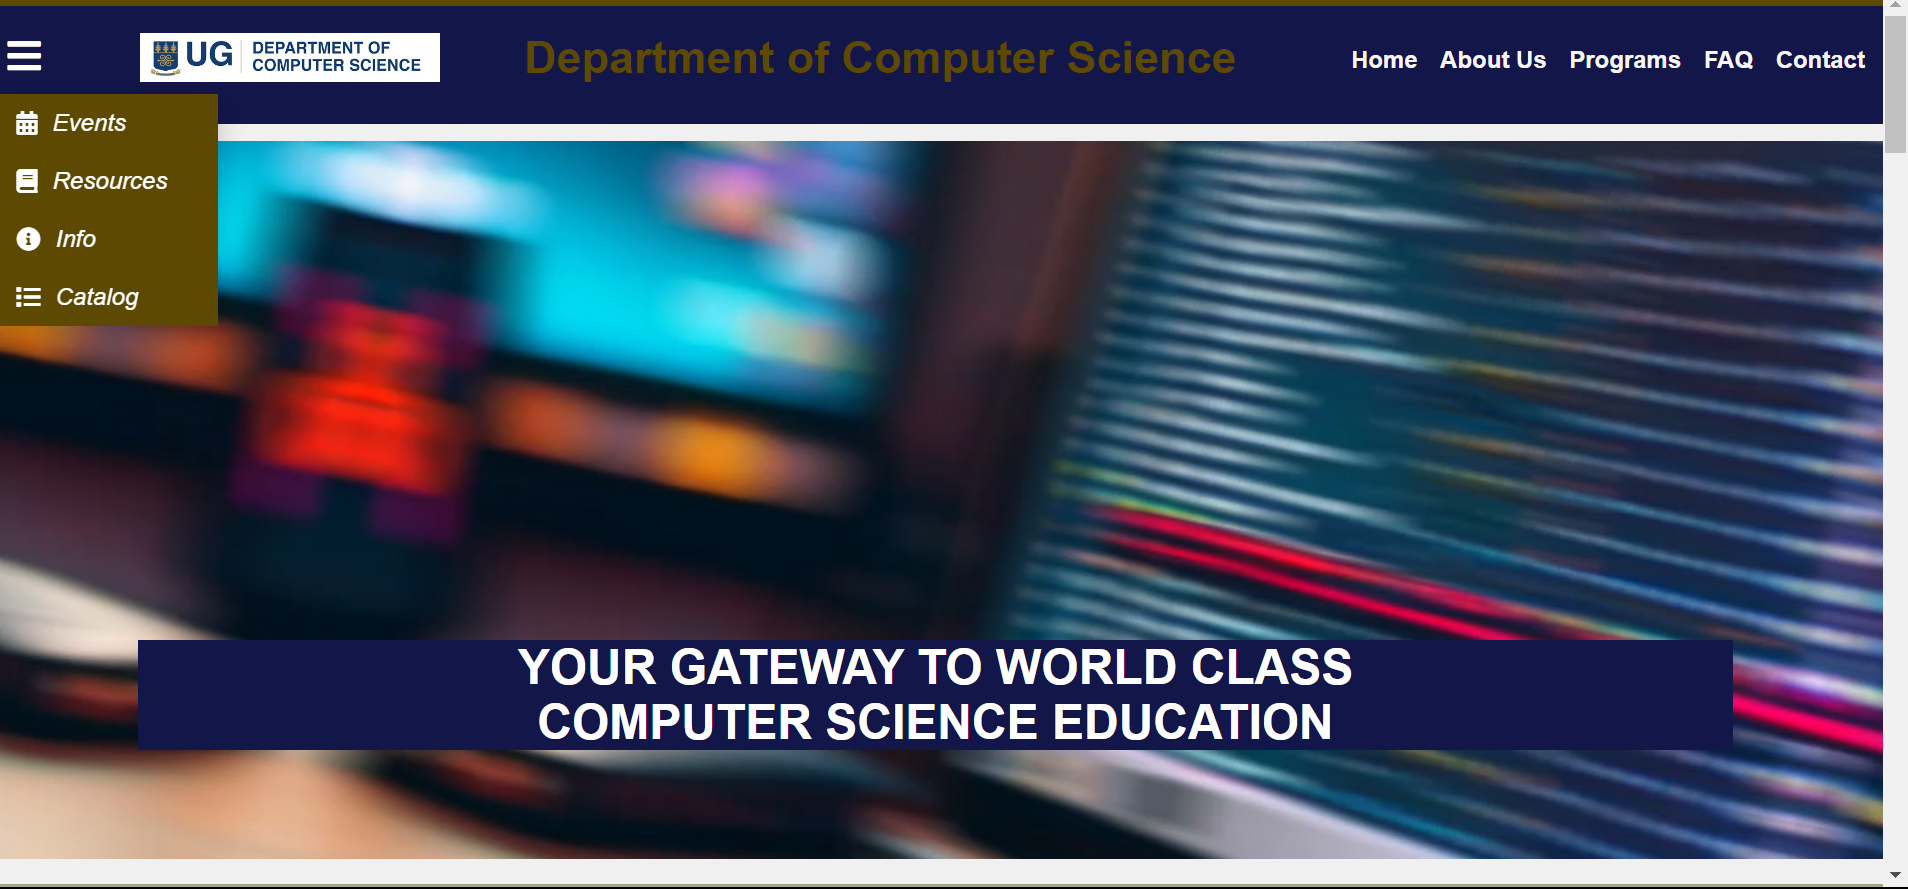 UG
DEPARTMENT OF
COMPUTER SCIENCE
Department of Computer Science
Home About Us Programs FAQ Contact
Events
Resources
Info
Catalog
YOUR GATEWAY TO WORLD CLASS
COMPUTER SCIENCE EDUCATION